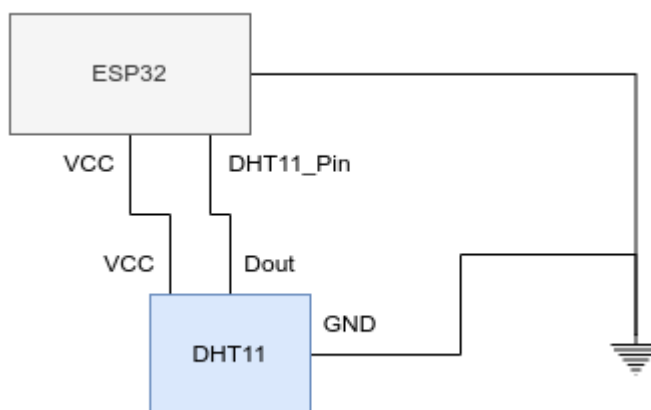 ESP32
VCC
DHT11_Pin
VCC
Dout
GND
DHT11